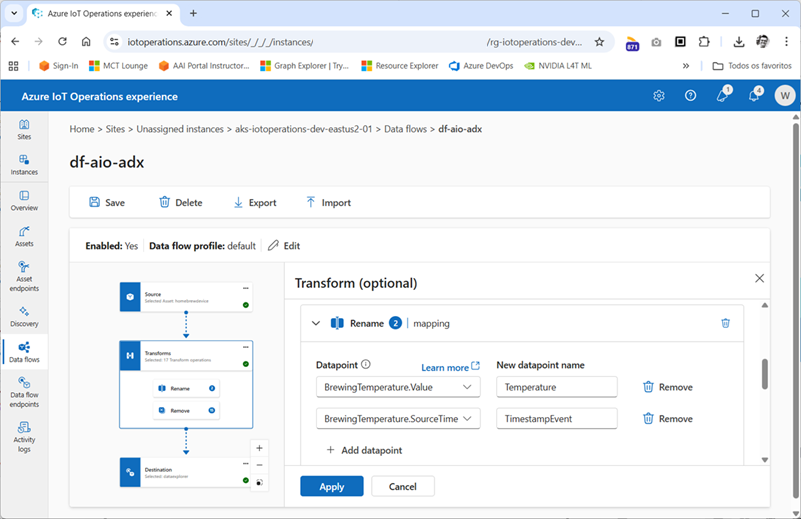 Azure IoT Operations experience
iotoperations.azure.com/sites/_/_/_/instances/ /rg-iotoperations-dev...
871
Sign-In MCT Lounge AAI Portal Instructor... Graph Explorer | Try... Resource Explorer Azure DevOps NVIDIA L4T ML » Todos os favoritos
Azure IoT Operations experience
1 4 W
Sites
Instances
Overview
Assets
Asset
endpoints
Discovery
Data flows
Data flow
endpoints
Activity
logs
Home > Sites > Unassigned instances > aks-iotoperations-dev-eastus2-01 > Data flows > df-aio-adx
df-aio-adx
Save Delete Export Import
Enabled: Yes Data flow profile: default Edit
Source
Selected: Asset: homebrewdevice
Transforms
Selected: 17 Transform operations
Rename
Remove
Destination
Selected: dataexplorer
Transform (optional)
Rename 2 | mapping
Datapoint Learn more New datapoint name
BrewingTemperature.Value Temperature Remove
BrewingTemperature.SourceTime TimestampEvent Remove
+ Add datapoint
Apply Cancel